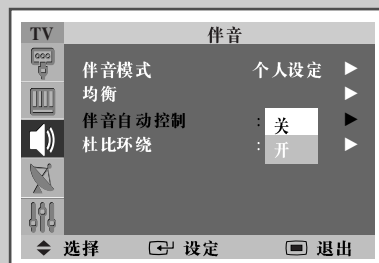 TV 伴音
伴音模式 个人设定 ▶
均衡 ▶
伴音自动控制 : 关 ▶
杜比环绕 : 开 ▶
选择 设定 退出